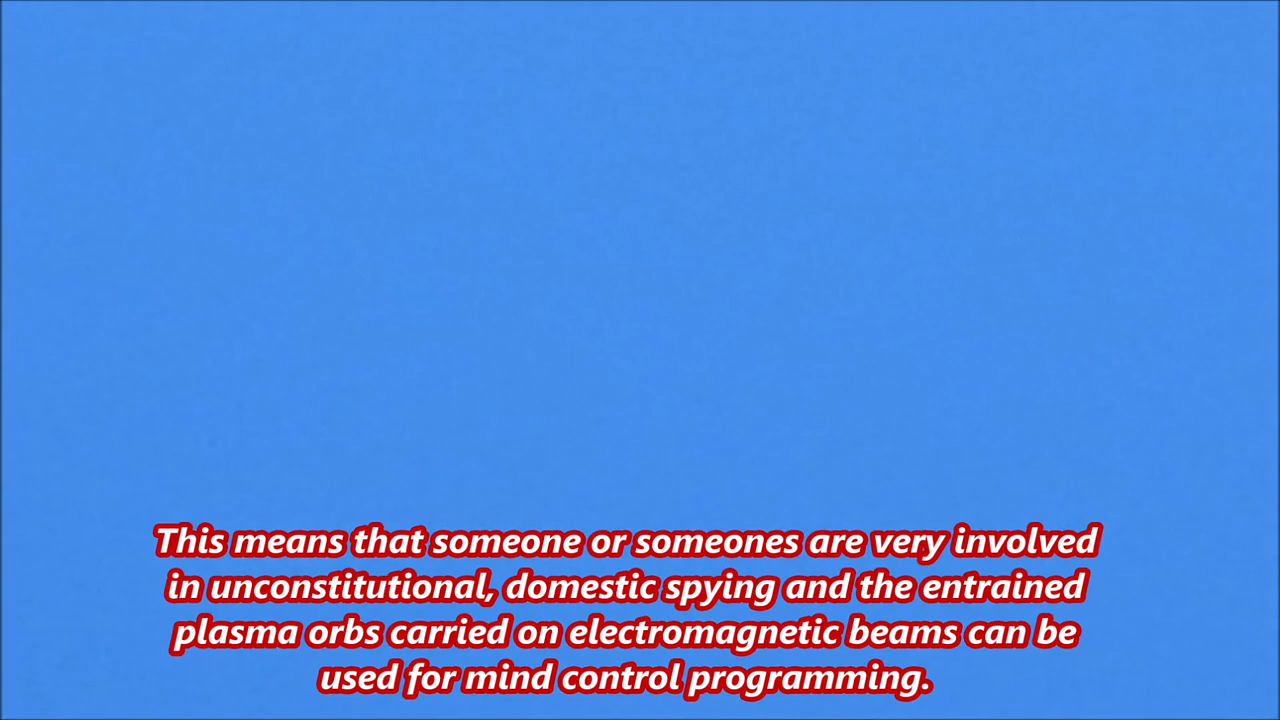 This means that someone or someones are very involved
in unconstitutional, domestic spying and the entrained
plasma orbs carried on electromagnetic beams can be
used for mind control programming.